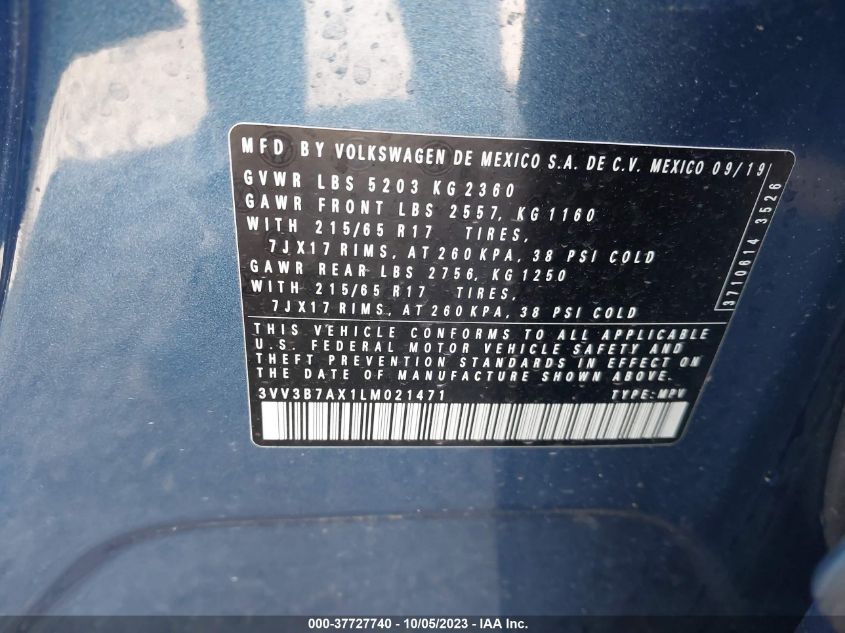 MFD BY VOLKSWAGEN DE MEXICO S.A. DE C.V. MEXICO 09/19
GVWR LBS 5203 KG 2360
GAWR FRONT LBS 2557, KG 1160
WITH 215/65 R17 TIRES,
7JX17 RIMS, AT 260 KPA, 38 PSI COLD
GAWR REAR LBS 2756, KG 1250
WITH 215/65 R17 TIRES,
7JX17 RIMS, AT 260 KPA, 38 PSI COLD
3710614 3526
THIS VEHICLE CONFORMS TO ALL APPLICABLE
U.S. FEDERAL MOTOR VEHICLE SAFETY AND
THEFT PREVENTION STANDARDS IN EFFECT ON
THE DATE OF MANUFACTURE SHOWN ABOVE.
3VV3B7AX1LM021471 TYPE: MPV
000-37727740 - 10/05/2023 - IAA Inc.